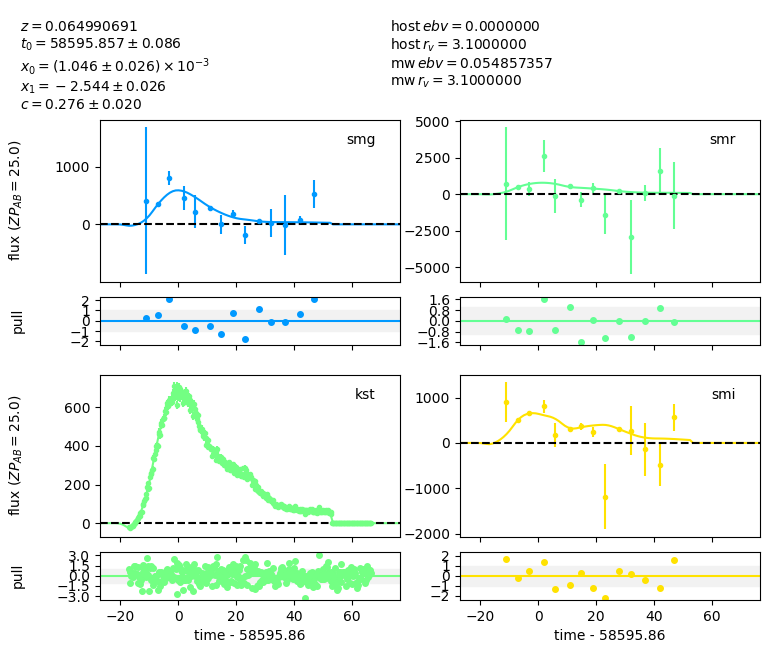 z = 0.064990691
t₀ = 58595.857 ± 0.086
x₀ = (1.046 ± 0.026) × 10⁻³
x₁ = −2.544 ± 0.026
c = 0.276 ± 0.020
host ebv = 0.0000000
host r_v = 3.1000000
mw ebv = 0.054857357
mw r_v = 3.1000000
flux (ZP_AB = 25.0)
smg
1000
0
smr
5000
2500
0
−2500
−5000
pull
2
1
0
−1
−2
1.6
0.8
0.0
−0.8
−1.6
flux (ZP_AB = 25.0)
kst
600
400
200
0
smi
1000
0
−1000
−2000
pull
3.0
1.5
0.0
−1.5
−3.0
2
1
0
−1
−2
−20 0 20 40 60
−20 0 20 40 60
time - 58595.86
time - 58595.86